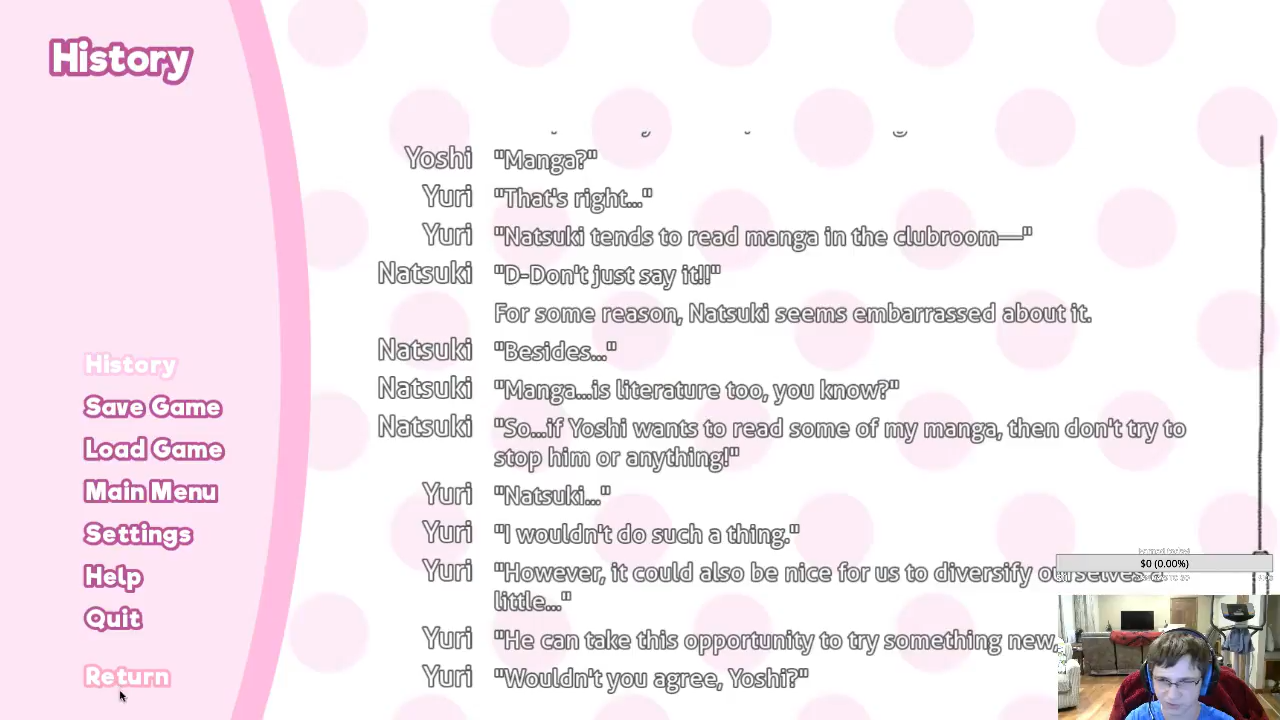 History
Yoshi "Manga?"
Yuri "That's right..."
Yuri "Natsuki tends to read manga in the clubroom—"
Natsuki "D-Don't just say it!!"
For some reason, Natsuki seems embarrassed about it.
Natsuki "Besides..."
Natsuki "Manga...is literature too, you know?"
Natsuki "So...if Yoshi wants to read some of my manga, then don't try to
stop him or anything!"
Yuri "Natsuki..."
Yuri "I wouldn't do such a thing."
Yuri "However, it could also be nice for us to diversify ourselves a
little..."
Yuri "He can take this opportunity to try something new,
Yuri "Wouldn't you agree, Yoshi?"
History
Save Game
Load Game
Main Menu
Settings
Help
Quit
Return
$0 (0.00%)